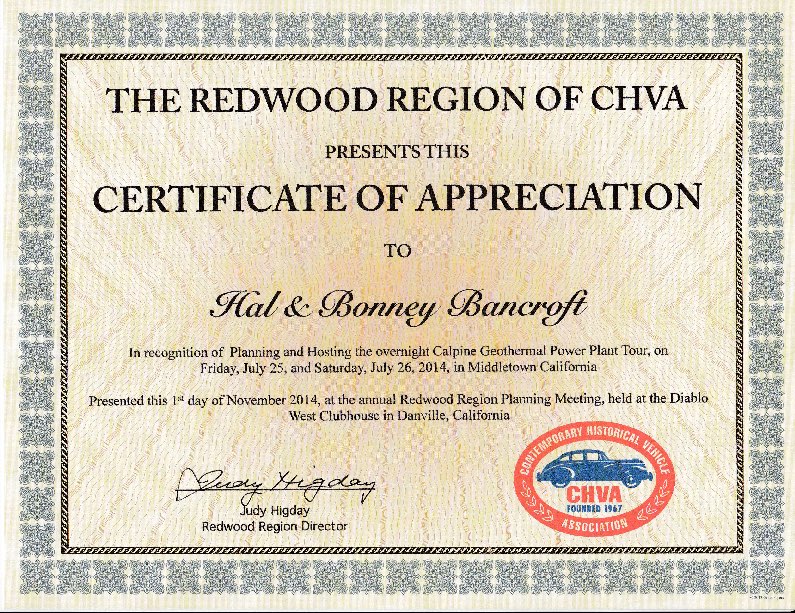 THE REDWOOD REGION OF CHVA
PRESENTS THIS
CERTIFICATE OF APPRECIATION
TO
Hal & Bonney Bancroft
In recognition of Planning and Hosting the overnight Calpine Geothermal Power Plant Tour, on
Friday, July 25, and Saturday, July 26, 2014, in Middletown California
Presented this 1st day of November 2014, at the annual Redwood Region Planning Meeting, held at the Diablo
West Clubhouse in Danville, California
Judy Higday
Judy Higday
Redwood Region Director
CONTEMPORARY HISTORICAL VEHICLE
CHVA
FOUNDED 1967
ASSOCIATION